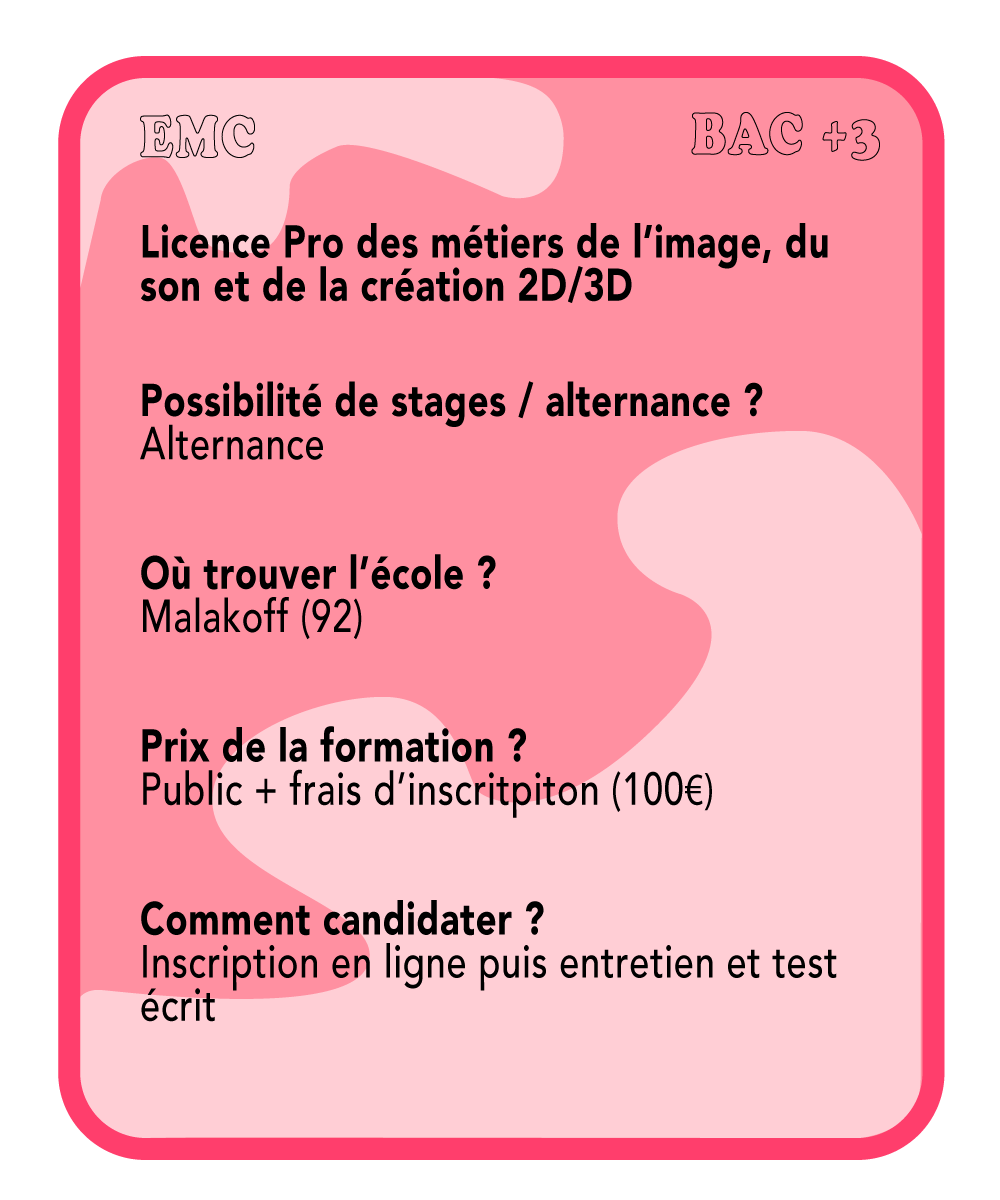 EMC
BAC +3
Licence Pro des métiers de l’image, du
son et de la création 2D/3D
Possibilité de stages / alternance ?
Alternance
Où trouver l’école ?
Malakoff (92)
Prix de la formation ?
Public + frais d’inscritpiton (100€)
Comment candidater ?
Inscription en ligne puis entretien et test
écrit